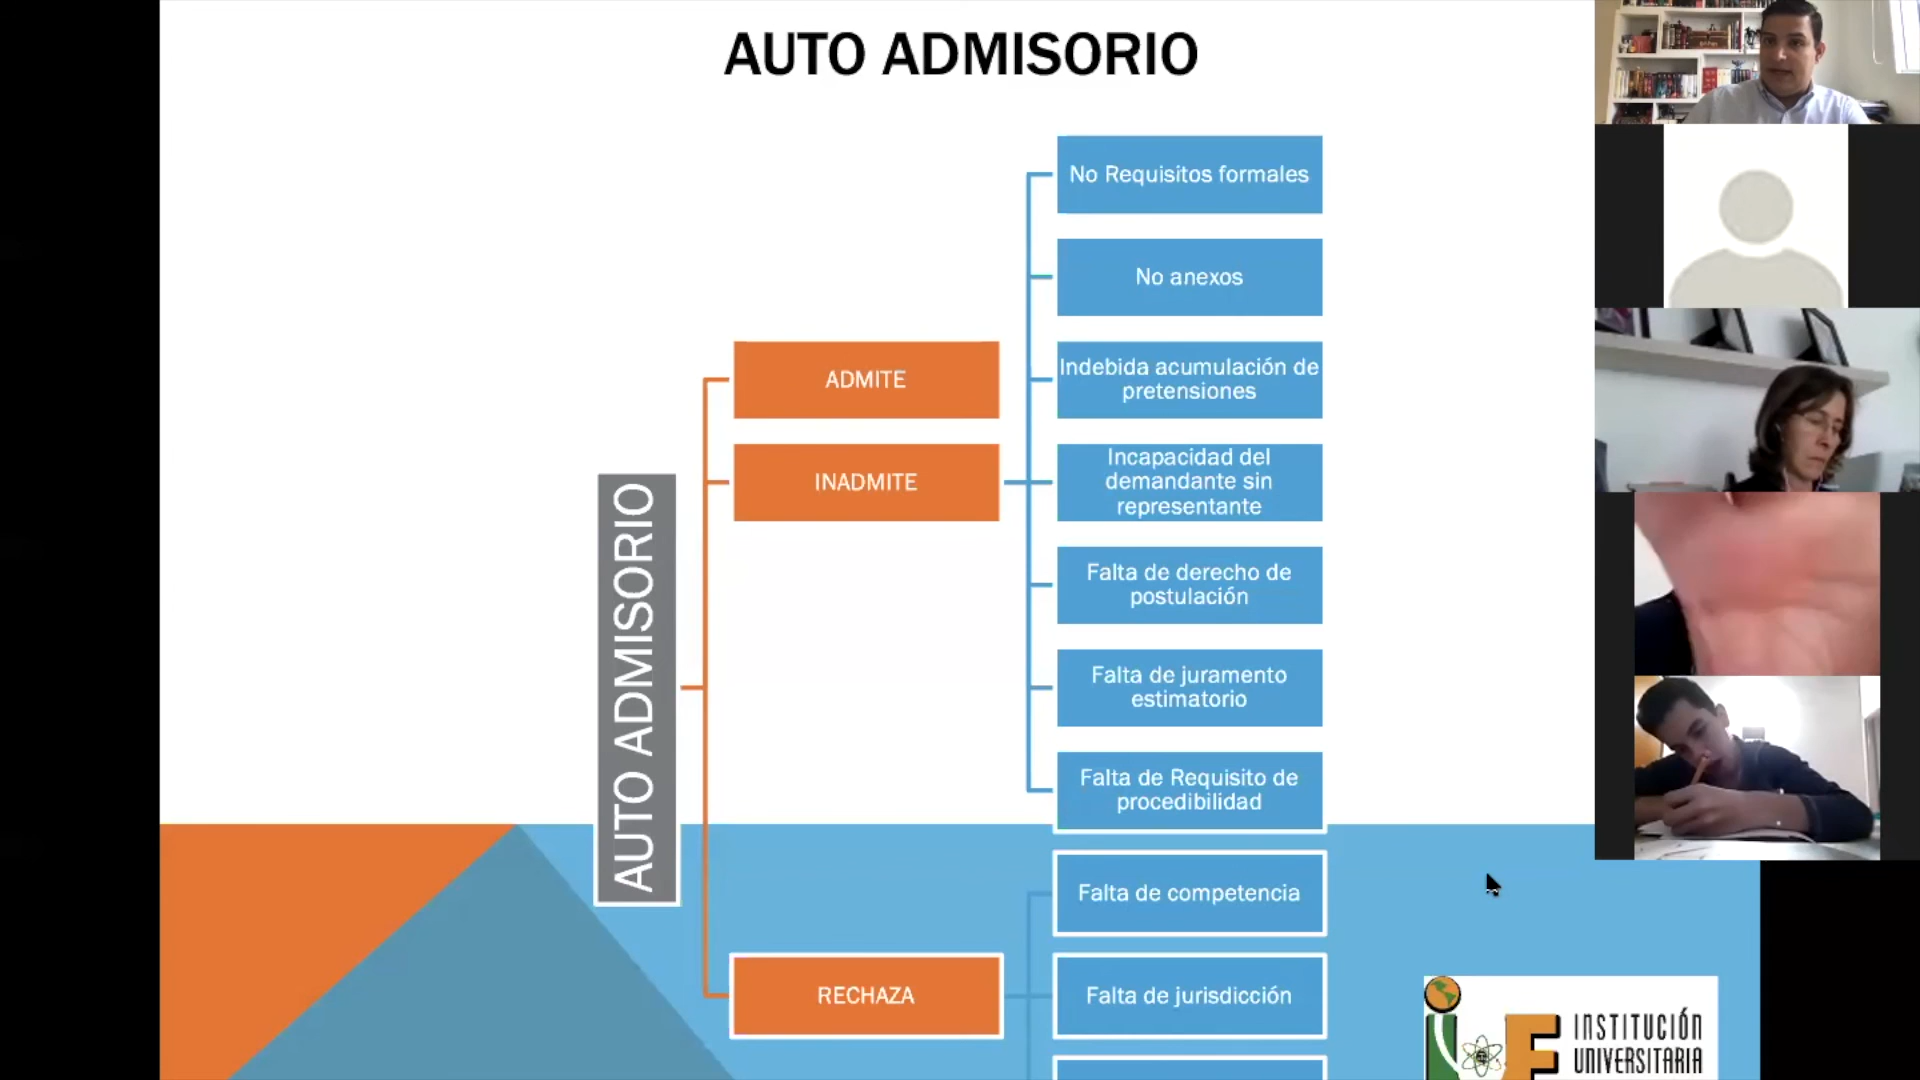 AUTO ADMISORIO
AUTO ADMISORIO
ADMITE
INADMITE
No Requisitos formales
No anexos
Indebida acumulación de
pretensiones
Incapacidad del
demandante sin
representante
Falta de derecho de
postulación
Falta de juramento
estimatorio
Falta de Requisito de
procedibilidad
RECHAZA
Falta de competencia
Falta de jurisdicción
INSTITUCIÓN
UNIVERSITARIA